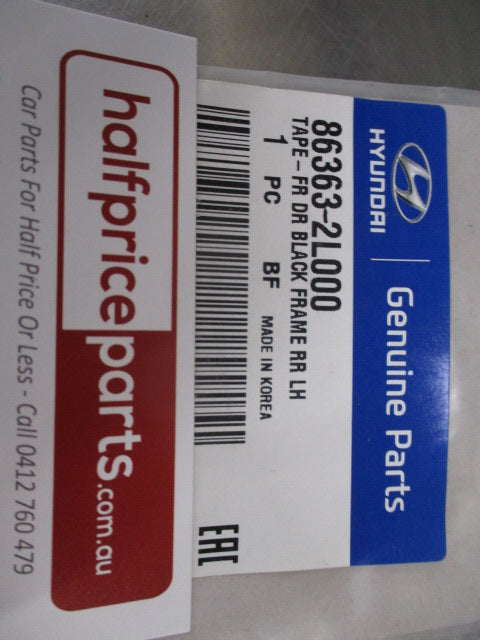 HYUNDAI | Genuine Parts
86363-2L000
TAPE-FR DR BLACK FRAME RR LH
1 PC BF MADE IN KOREA
EAC
halfpriceparts.com.au
Car Parts For Half Price Or Less - Call 0412 760 479